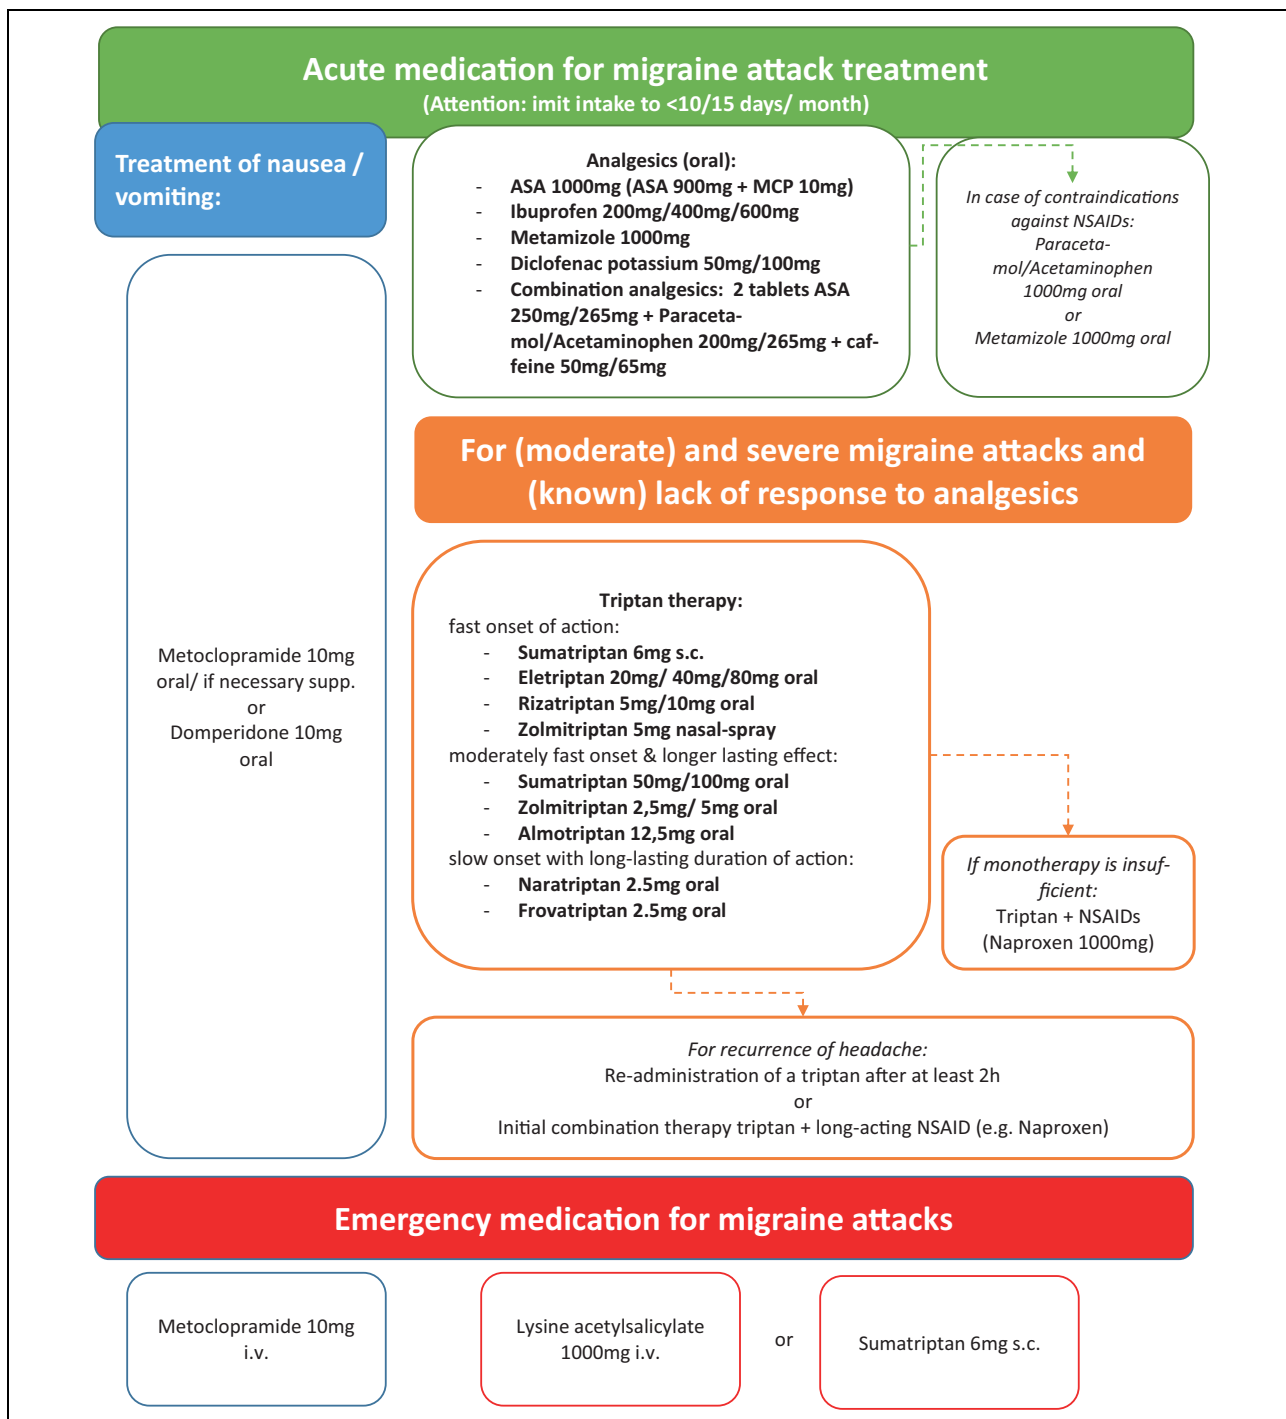 Acute medication for migraine attack treatment
(Attention: imit intake to <10/15 days/ month)
Treatment of nausea /
vomiting:
Analgesics (oral):
- ASA 1000mg (ASA 900mg + MCP 10mg)
- Ibuprofen 200mg/400mg/600mg
- Metamizole 1000mg
- Diclofenac potassium 50mg/100mg
- Combination analgesics: 2 tablets ASA
250mg/265mg + Paraceta-
mol/Acetaminophen 200mg/265mg + caf-
feine 50mg/65mg
In case of contraindications
against NSAIDs:
Paraceta-
mol/Acetaminophen
1000mg oral
or
Metamizole 1000mg oral
For (moderate) and severe migraine attacks and
(known) lack of response to analgesics
Metoclopramide 10mg
oral/ if necessary supp.
or
Domperidone 10mg
oral
Triptan therapy:
fast onset of action:
- Sumatriptan 6mg s.c.
- Eletriptan 20mg/ 40mg/80mg oral
- Rizatriptan 5mg/10mg oral
- Zolmitriptan 5mg nasal-spray
moderately fast onset & longer lasting effect:
- Sumatriptan 50mg/100mg oral
- Zolmitriptan 2,5mg/ 5mg oral
- Almotriptan 12,5mg oral
slow onset with long-lasting duration of action:
- Naratriptan 2.5mg oral
- Frovatriptan 2.5mg oral
If monotherapy is insuf-
ficient:
Triptan + NSAIDs
(Naproxen 1000mg)
For recurrence of headache:
Re-administration of a triptan after at least 2h
or
Initial combination therapy triptan + long-acting NSAID (e.g. Naproxen)
Emergency medication for migraine attacks
Metoclopramide 10mg
i.v.
Lysine acetylsalicylate
1000mg i.v.
or
Sumatriptan 6mg s.c.